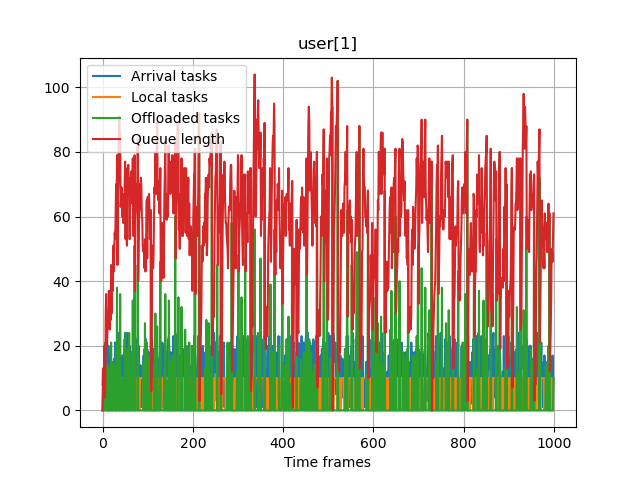 user[1]
Arrival tasks
Local tasks
Offloaded tasks
Queue length
100
80
60
40
20
0
0 200 400 600 800 1000
Time frames